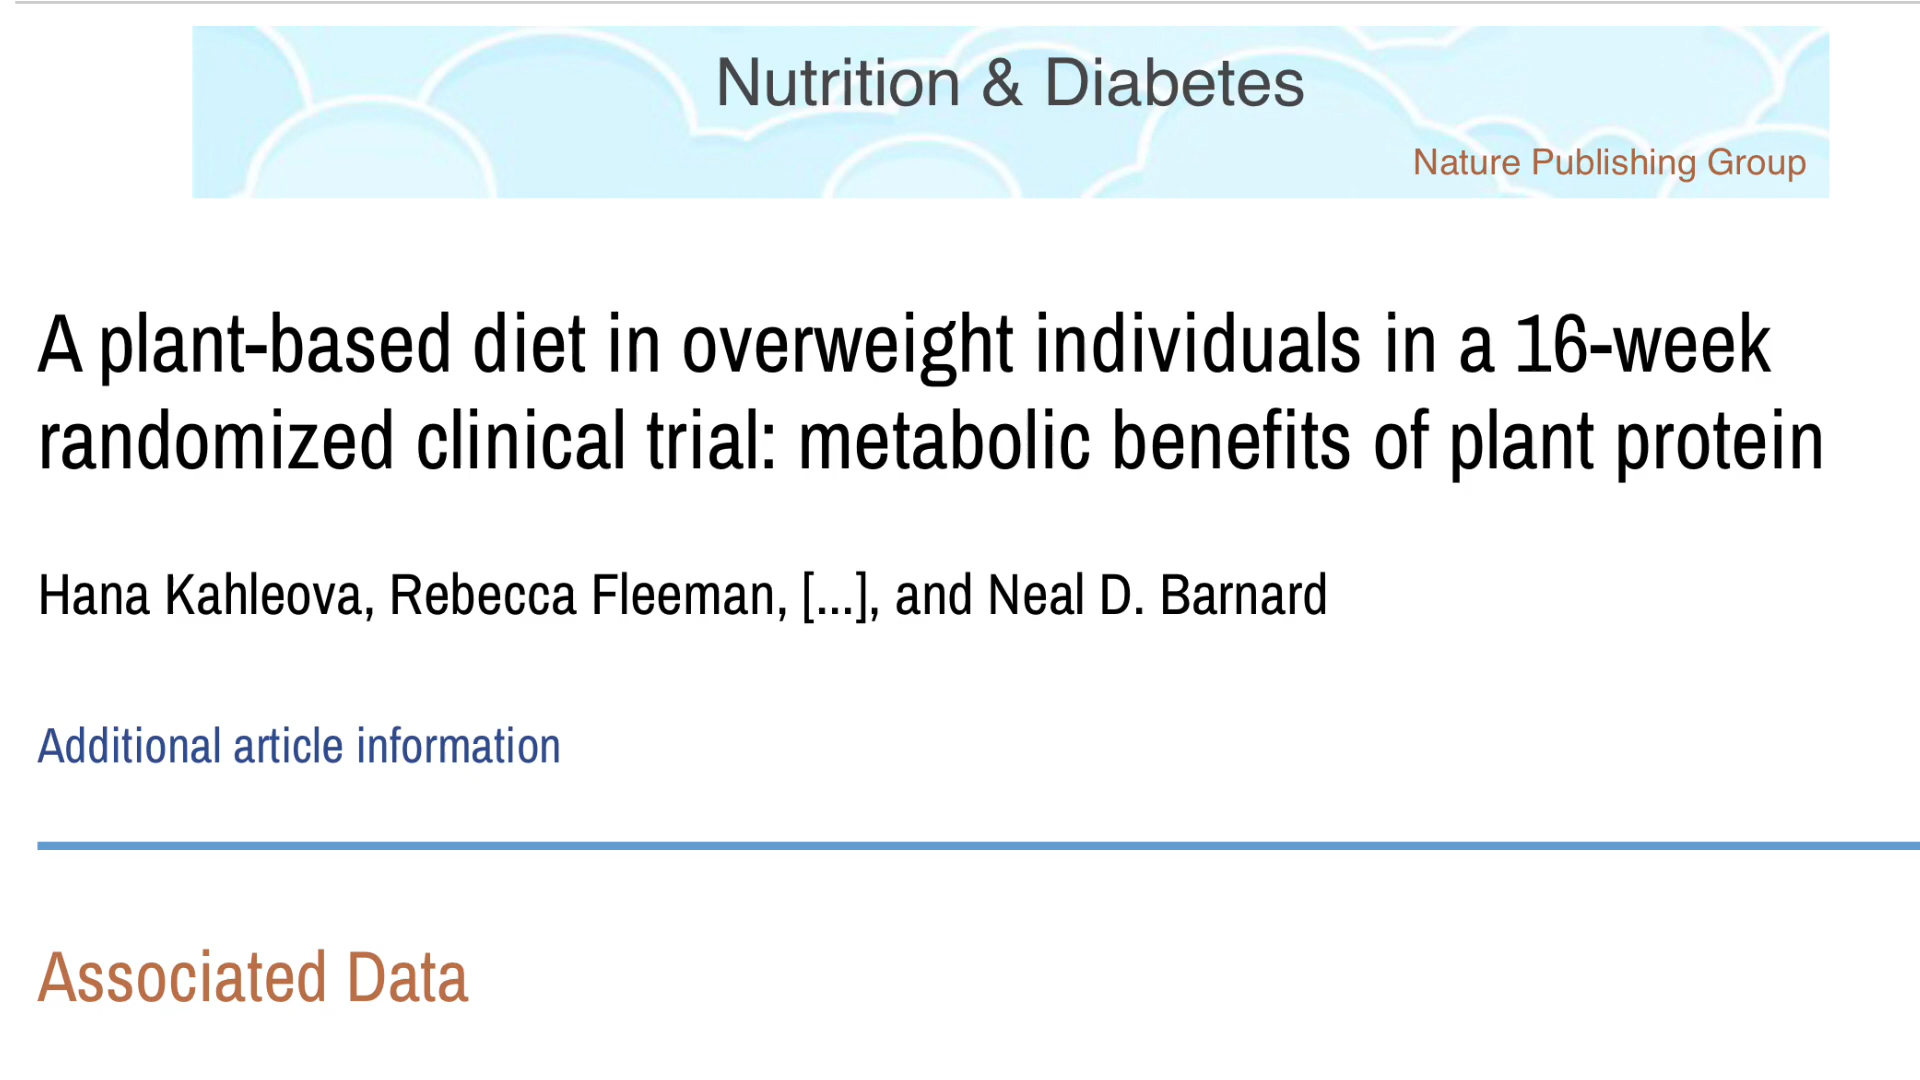 Nutrition & Diabetes
Nature Publishing Group
A plant-based diet in overweight individuals in a 16-week
randomized clinical trial: metabolic benefits of plant protein
Hana Kahleova, Rebecca Fleeman, [...], and Neal D. Barnard
Additional article information
Associated Data